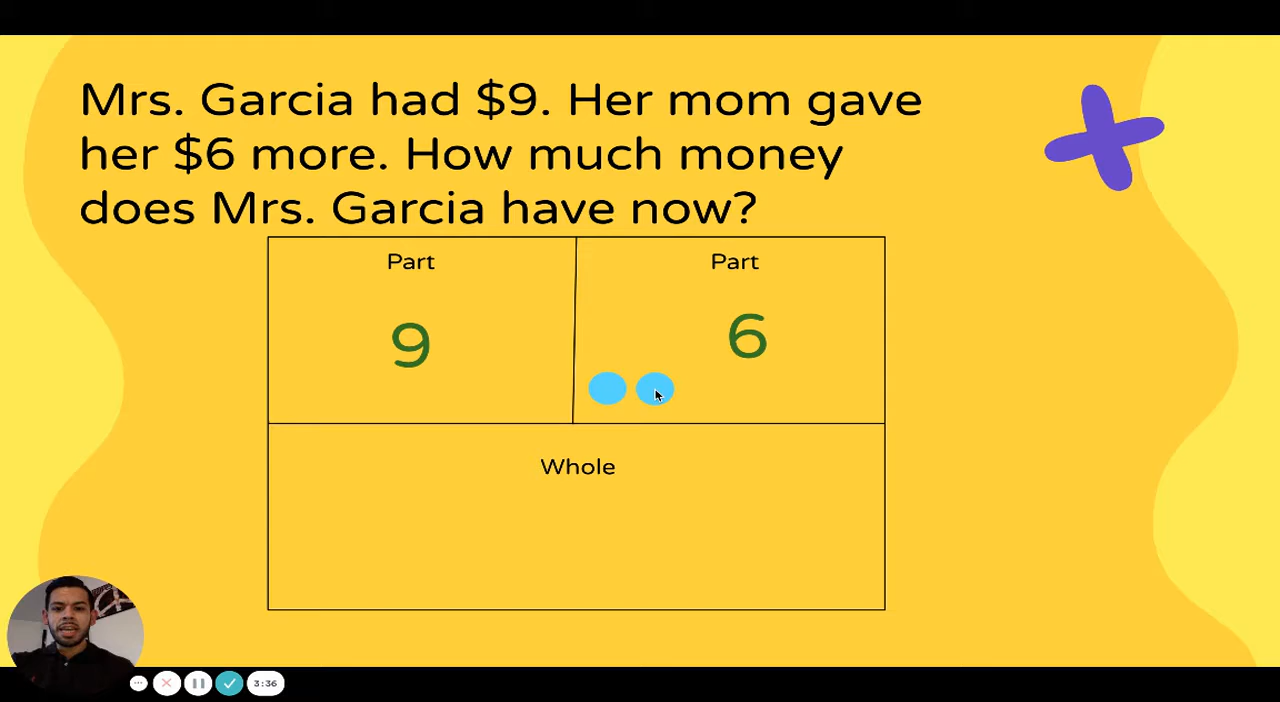 Mrs. Garcia had $9. Her mom gave
her $6 more. How much money
does Mrs. Garcia have now?
Part
Part
9
6
Whole
3:36